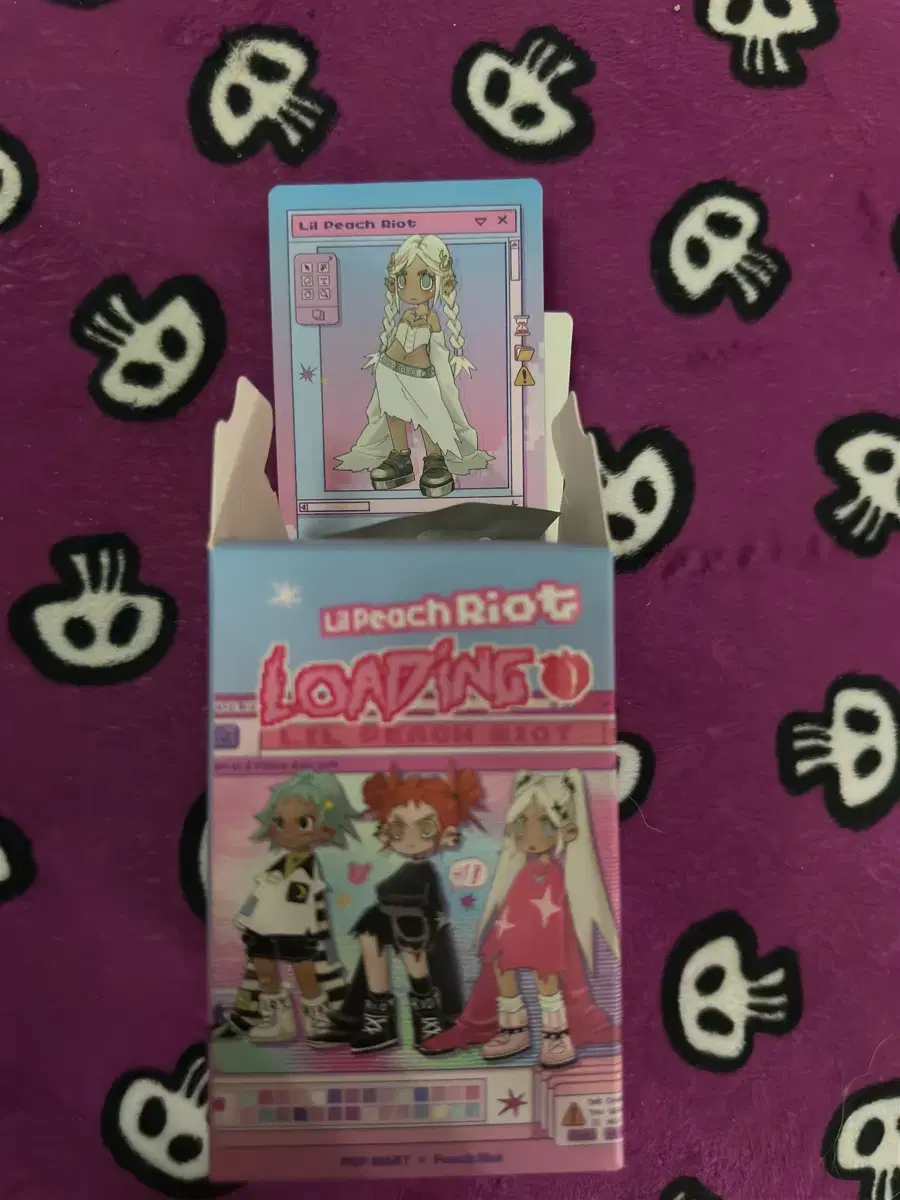 Lil Peach Riot
T
Lil Peach Riot
LOADING
LIL PEACH RIOT
POP MART × Peach Riot